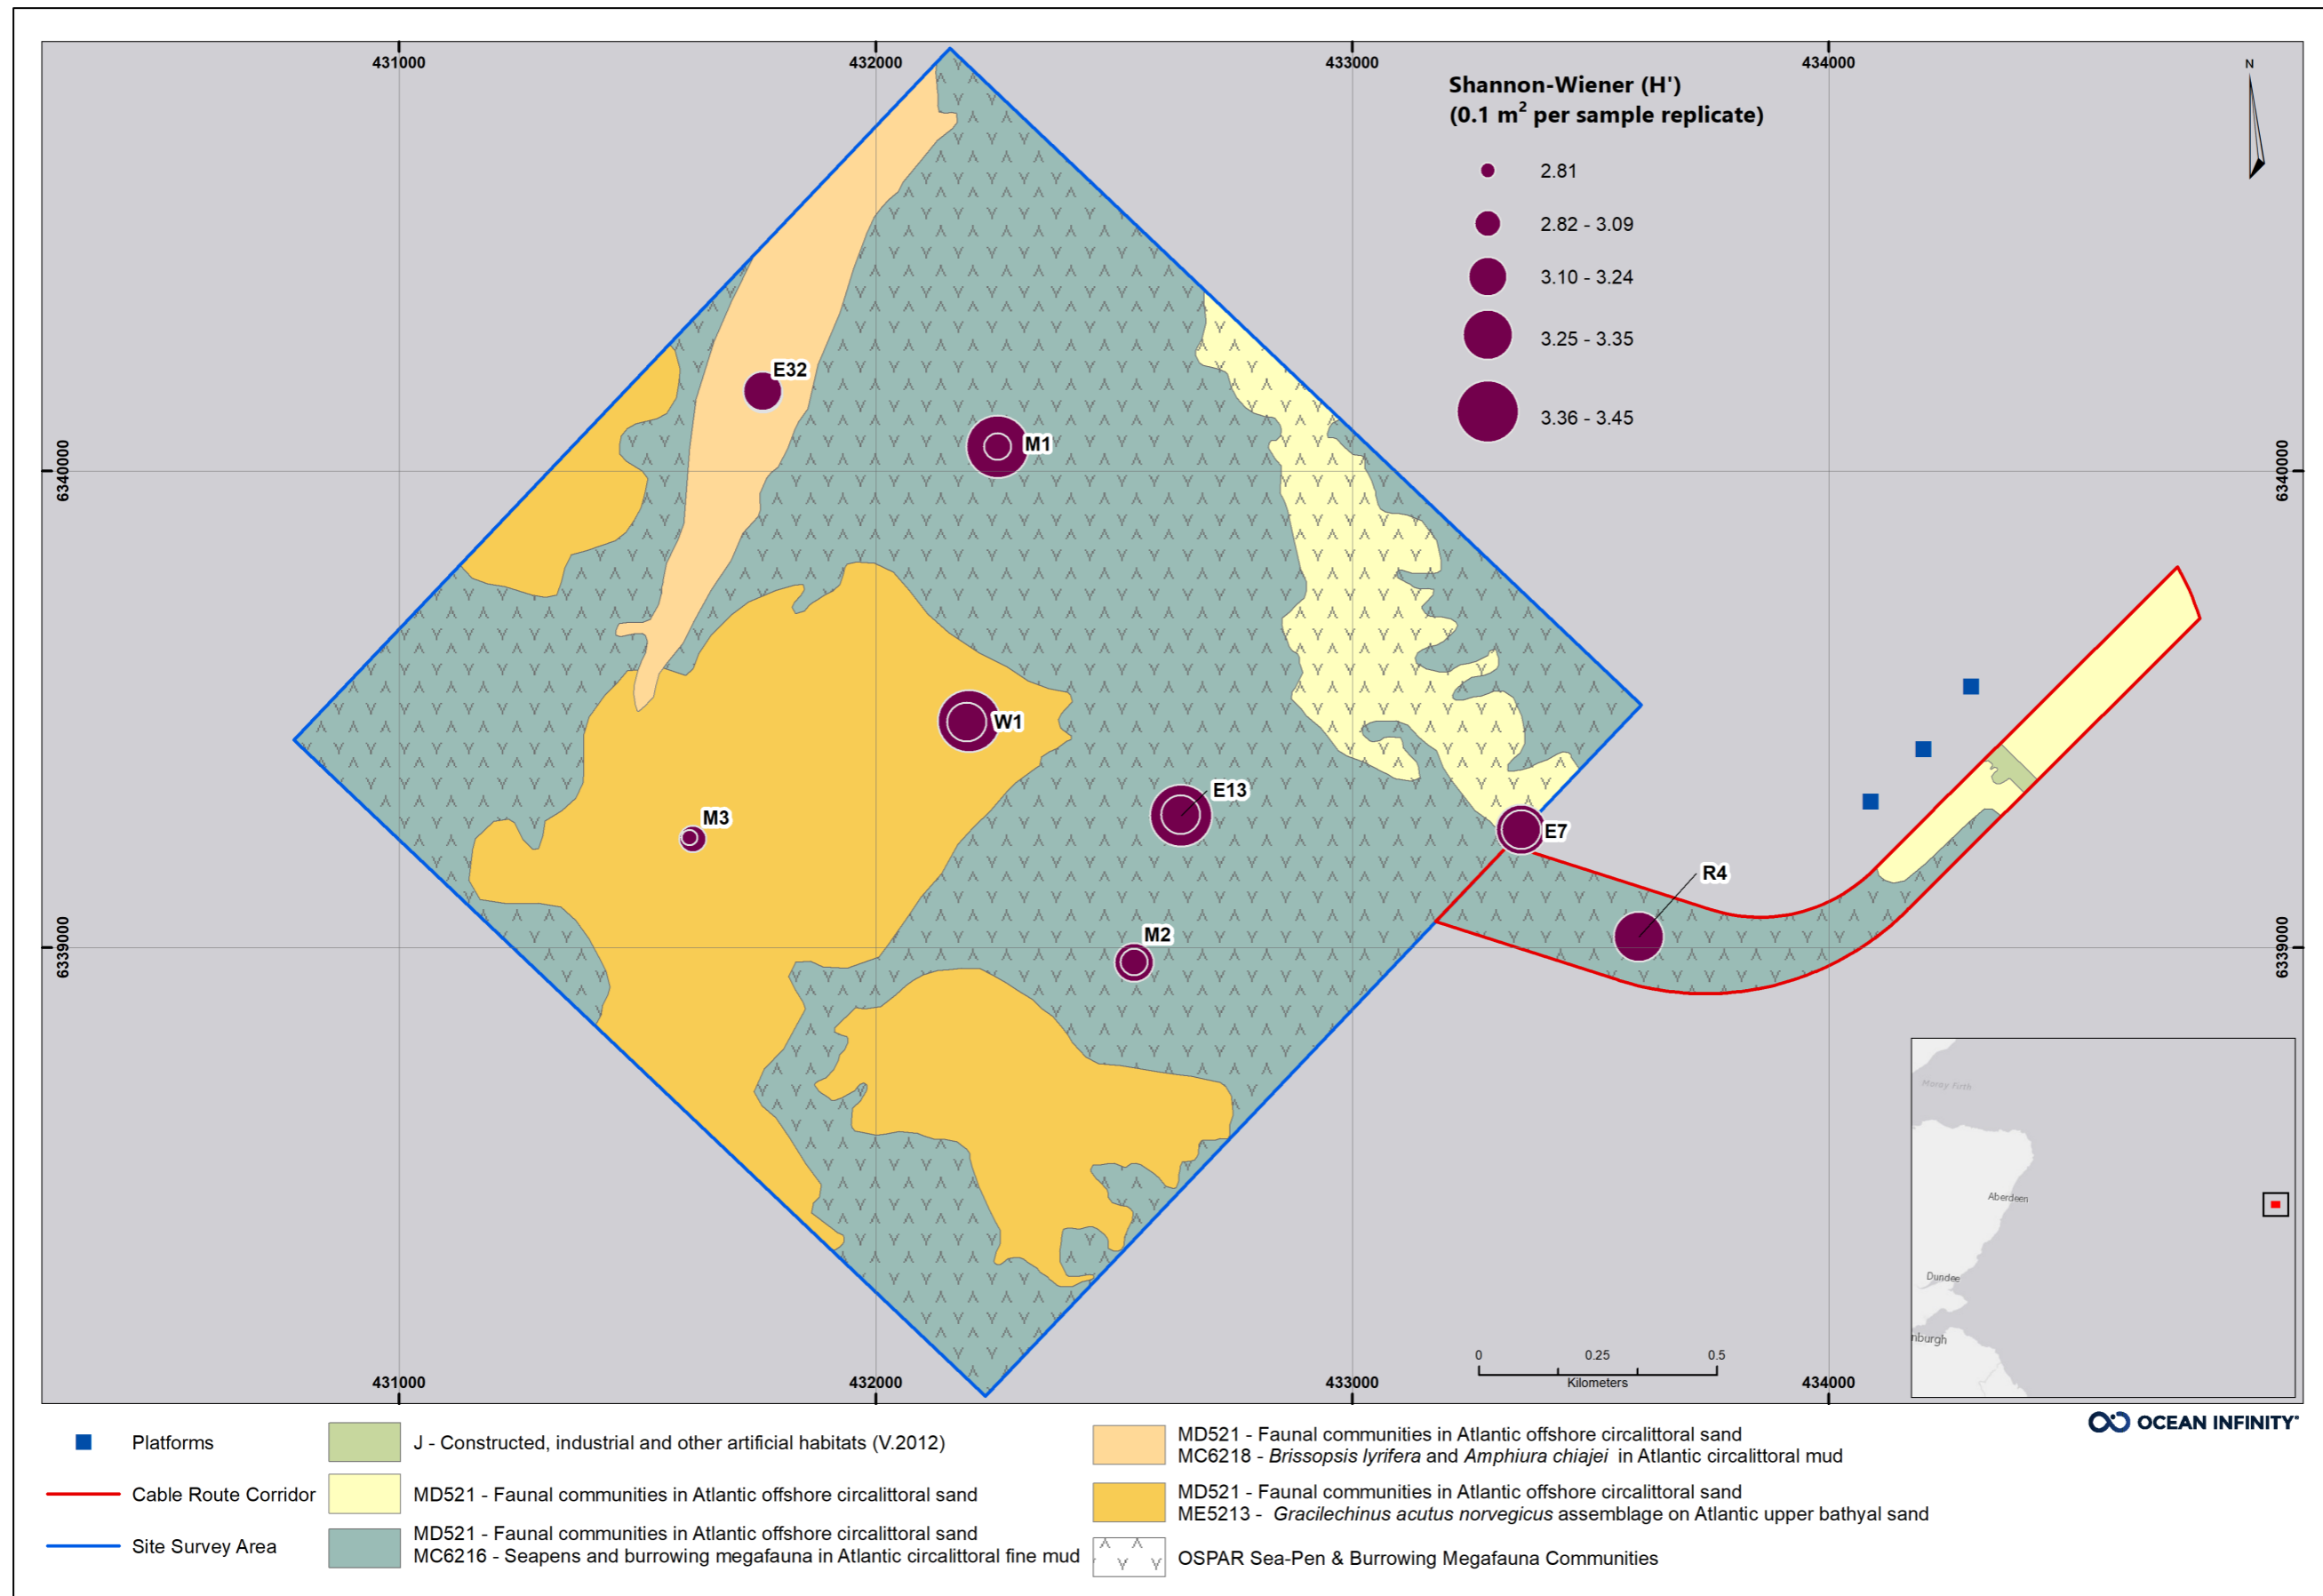 431000
432000
433000
434000
N
Shannon-Wiener (H')
(0.1 m² per sample replicate)
2.81
2.82 - 3.09
3.10 - 3.24
3.25 - 3.35
3.36 - 3.45
E32
M1
6340000
6340000
W1
E13
M3
E7
R4
M2
6339000
6339000
Moray Firth
Aberdeen
Dundee
nburgh
0
0.25
0.5
Kilometers
431000
432000
433000
434000
OCEAN INFINITY
Platforms
Cable Route Corridor
Site Survey Area
J - Constructed, industrial and other artificial habitats (V.2012)
MD521 - Faunal communities in Atlantic offshore circalittoral sand
MD521 - Faunal communities in Atlantic offshore circalittoral sand
MC6216 - Seapens and burrowing megafauna in Atlantic circalittoral fine mud
MD521 - Faunal communities in Atlantic offshore circalittoral sand
MC6218 - Brissopsis lyrifera and Amphiura chiajei in Atlantic circalittoral mud
MD521 - Faunal communities in Atlantic offshore circalittoral sand
ME5213 - Gracilechinus acutus norvegicus assemblage on Atlantic upper bathyal sand
OSPAR Sea-Pen & Burrowing Megafauna Communities